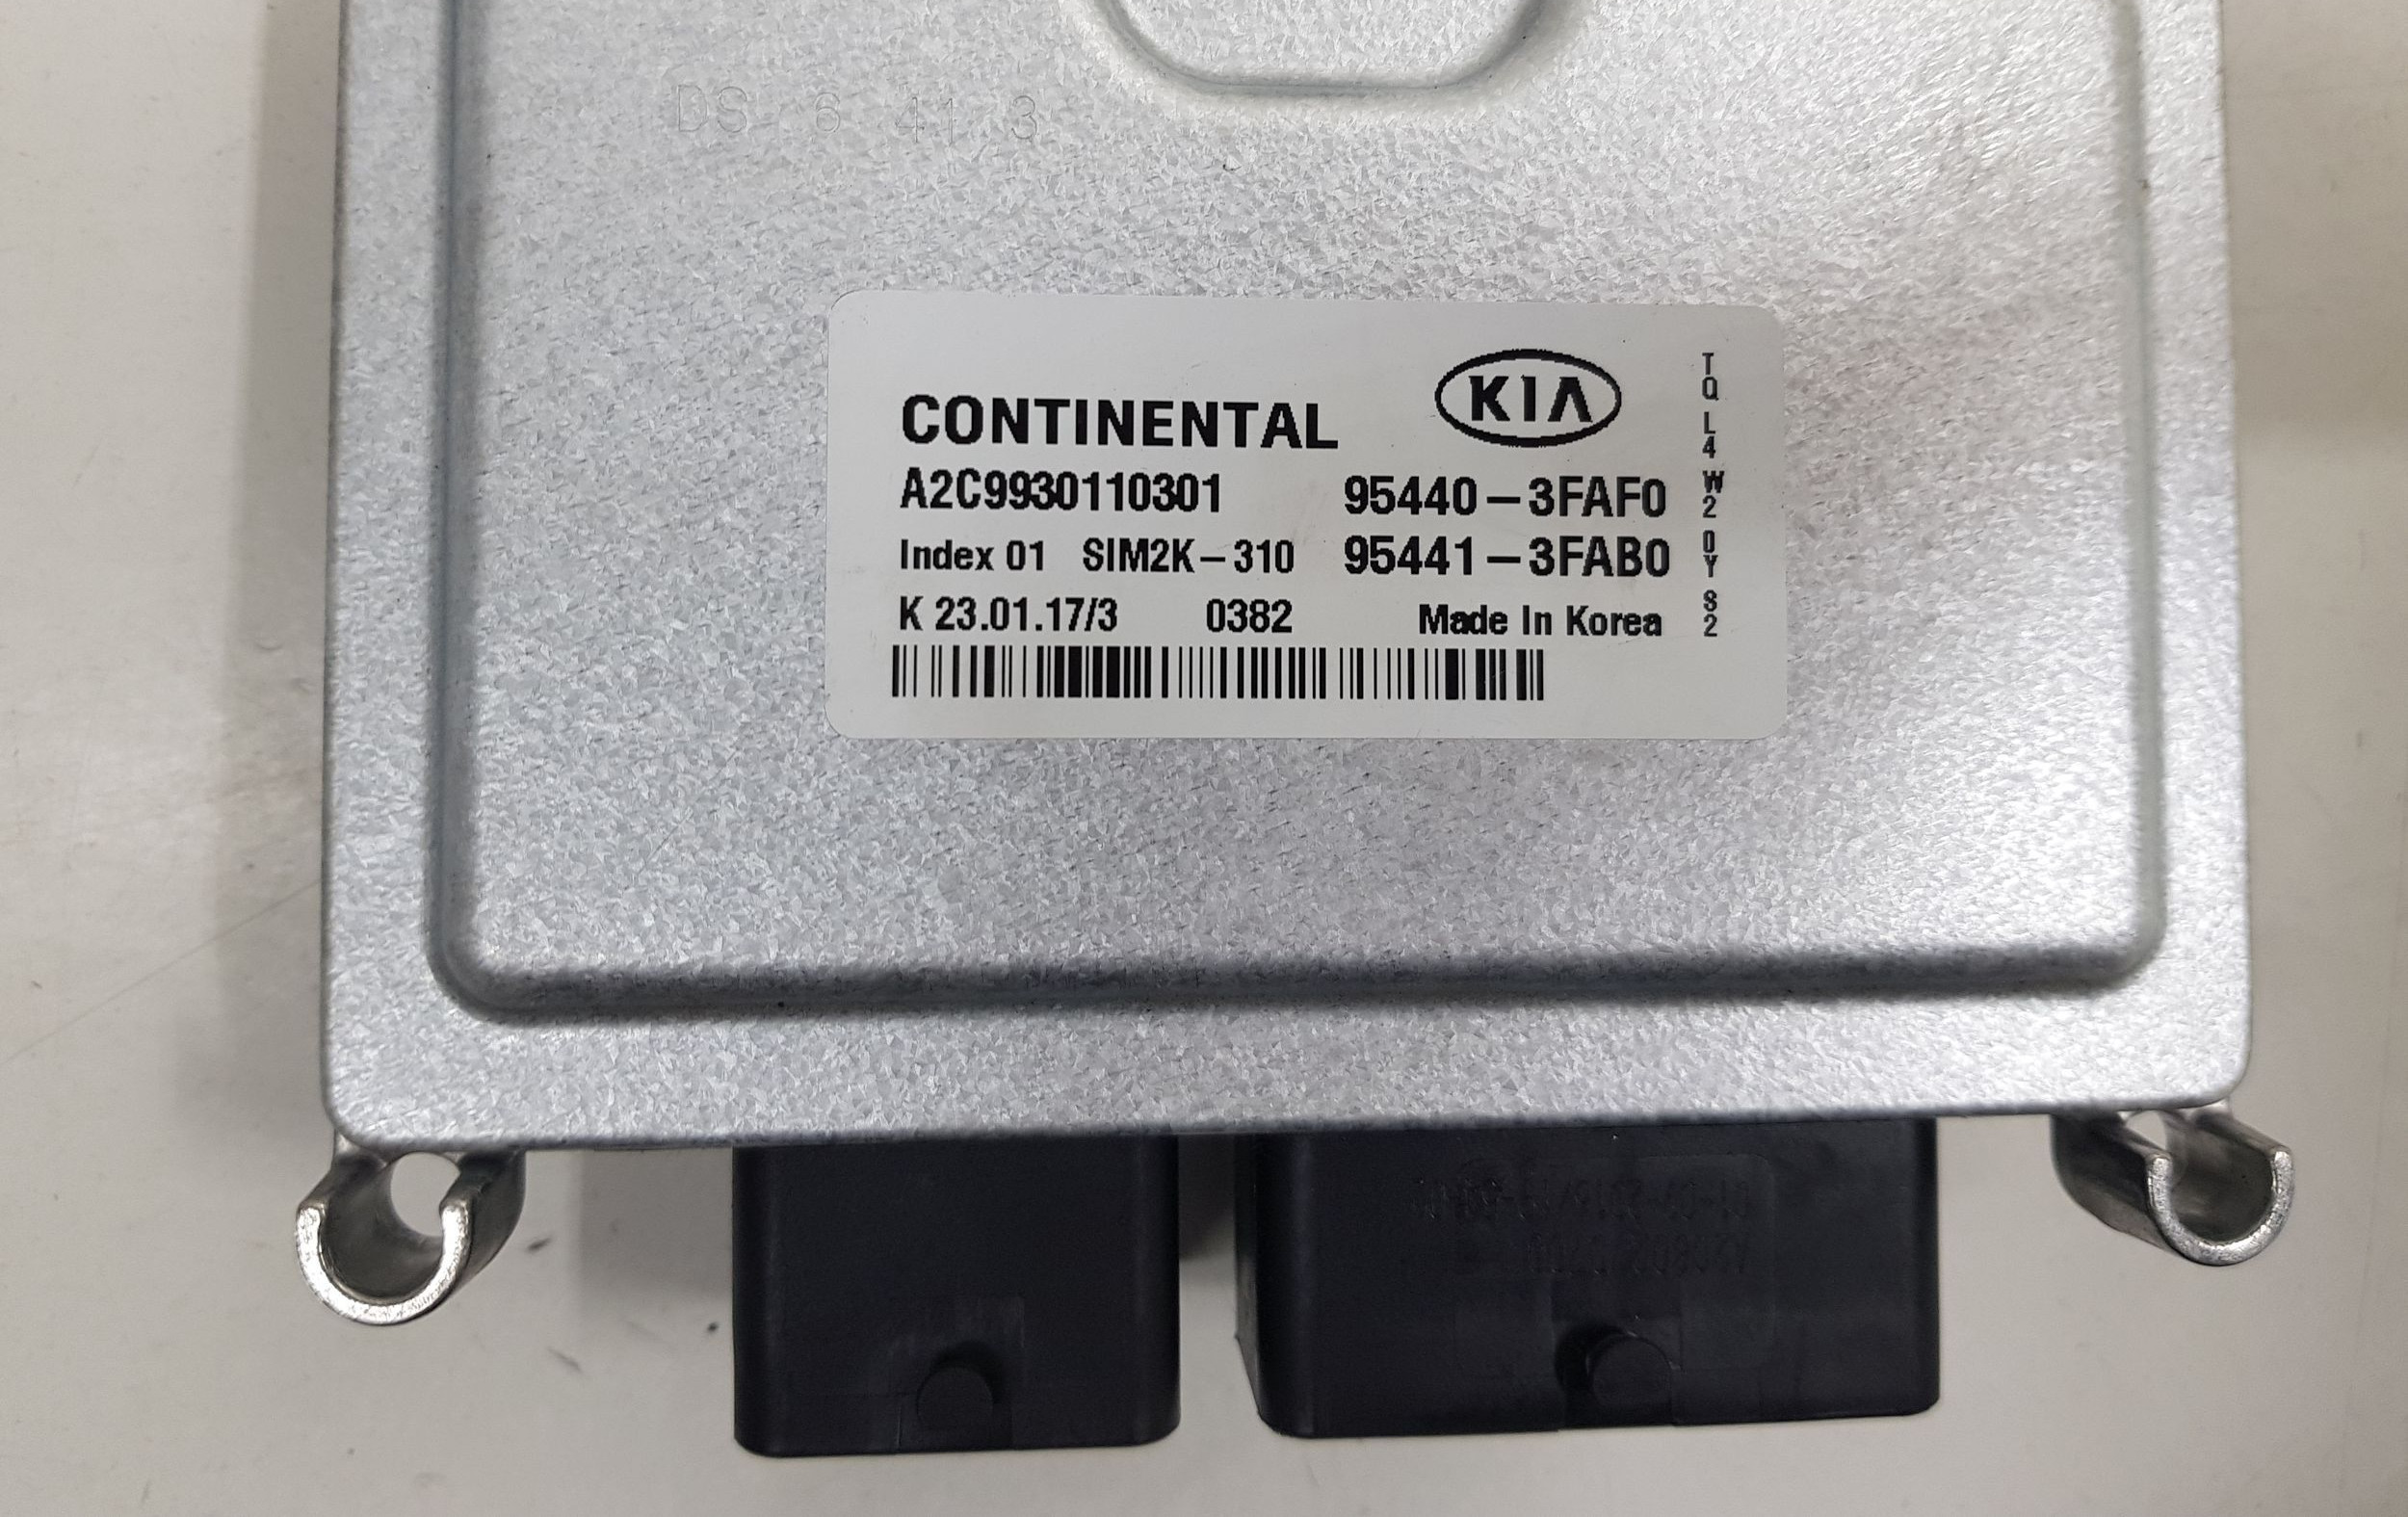 DS 6 41 3
KIA
CONTINENTAL
A2C9930110301 95440-3FAF0
Index 01 SIM2K-310 95441-3FAB0
K 23.01.17/3 0382 Made In Korea
TQ L4 W2 0Y S2